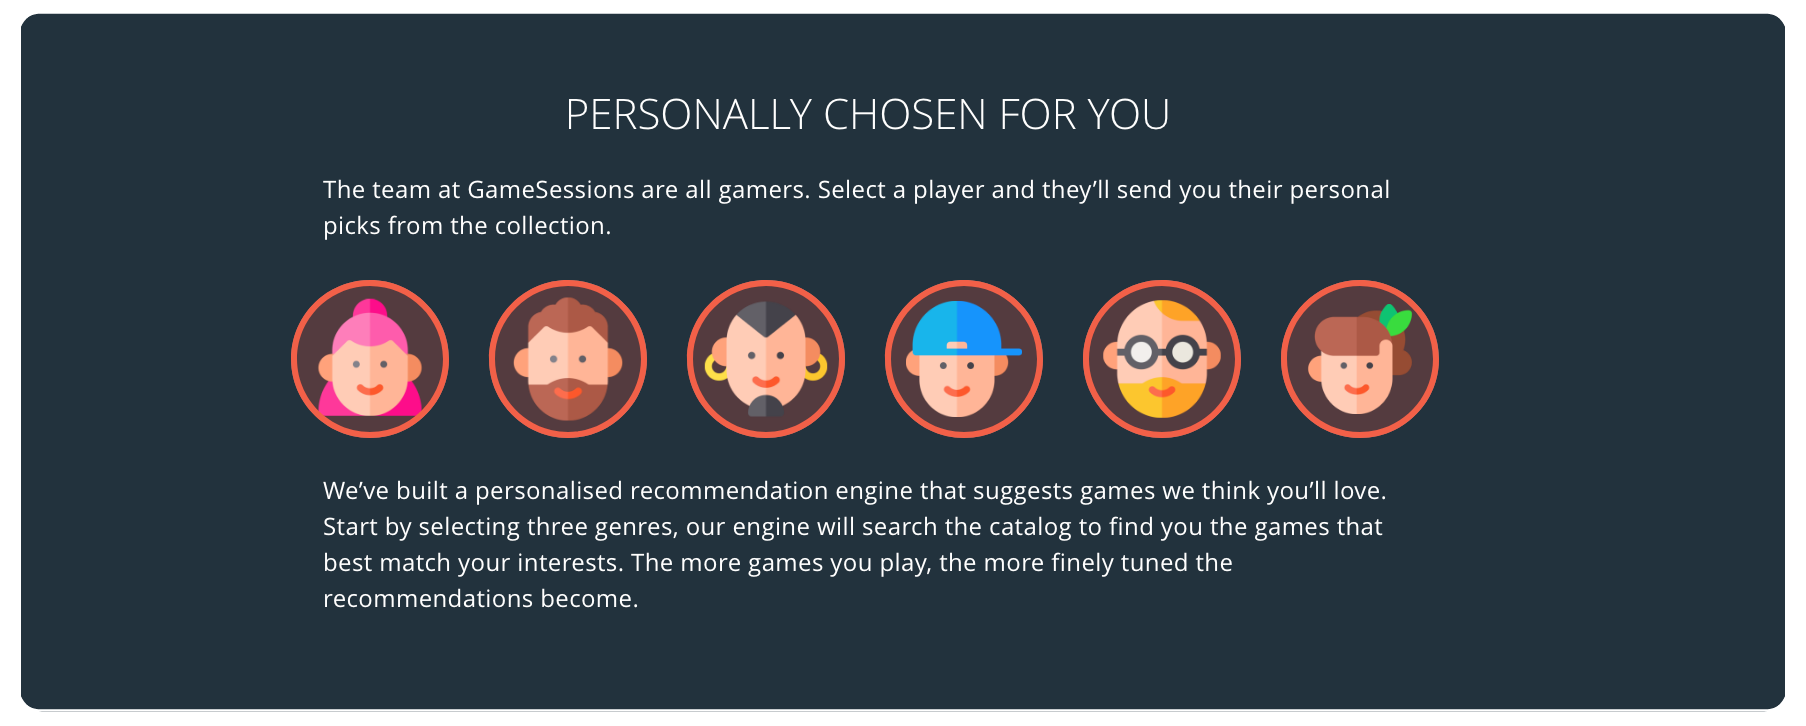 PERSONALLY CHOSEN FOR YOU
The team at GameSessions are all gamers. Select a player and they’ll send you their personal
picks from the collection.
We’ve built a personalised recommendation engine that suggests games we think you’ll love.
Start by selecting three genres, our engine will search the catalog to find you the games that
best match your interests. The more games you play, the more finely tuned the
recommendations become.